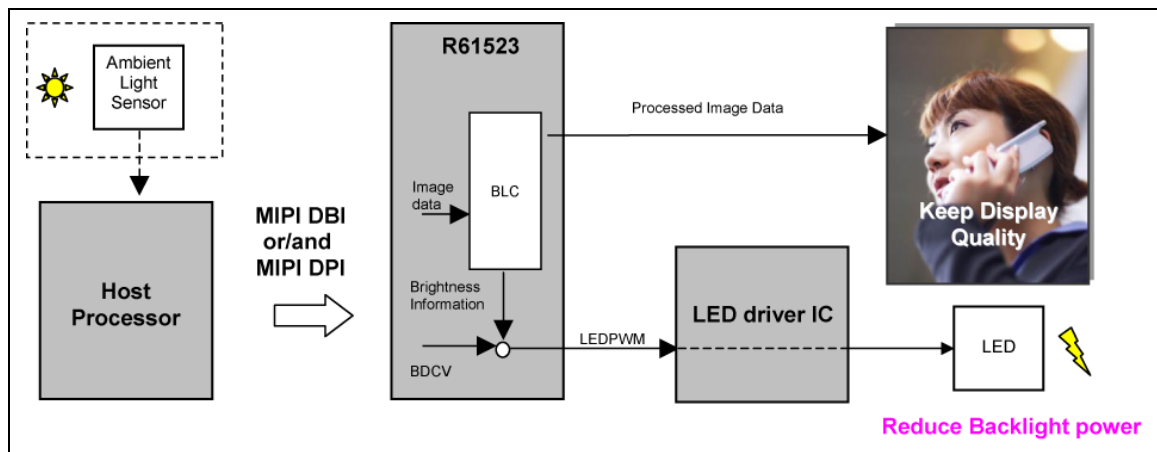 Ambient
Light
Sensor
Host
Processor
MIPI DBI
or/and
MIPI DPI
R61523
Image
data
BLC
Brightness
Information
BDCV
Processed Image Data
LEDPWM
LED driver IC
Keep Display
Quality
LED
Reduce Backlight power